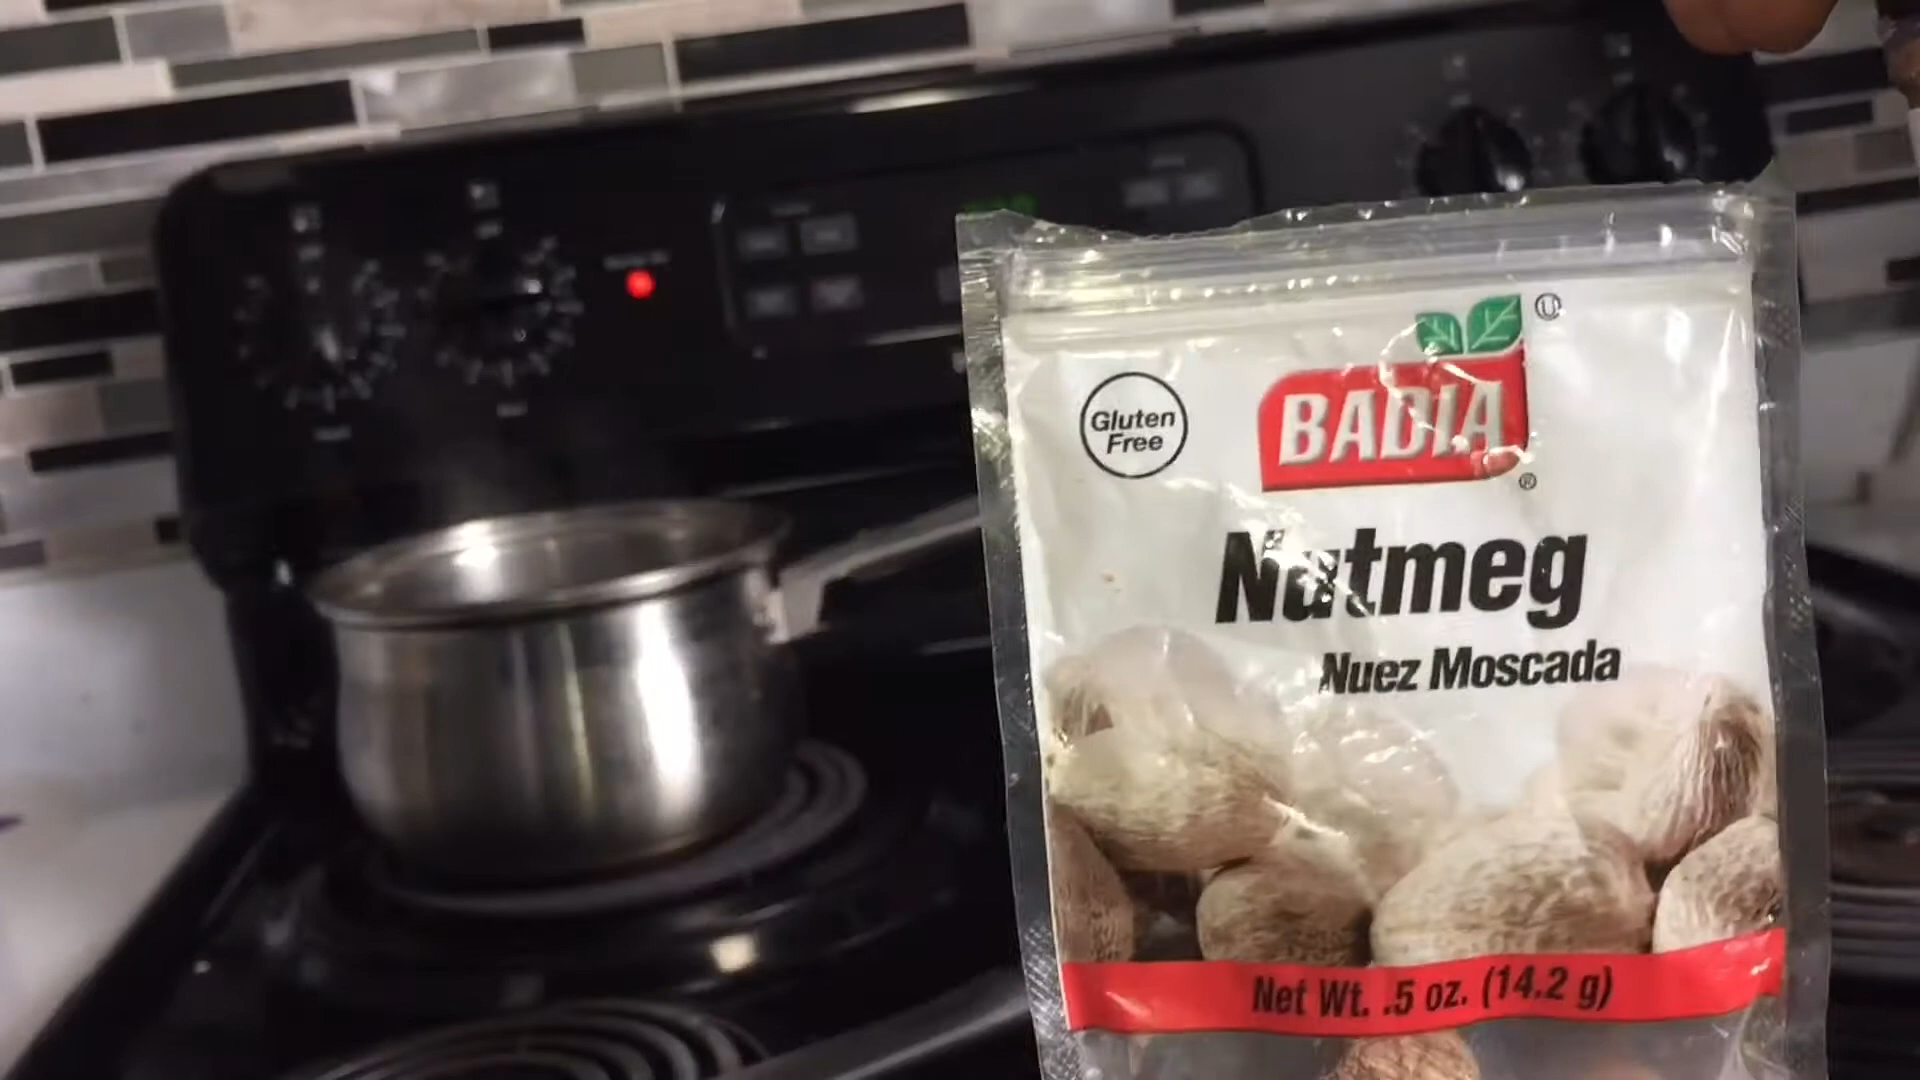 Gluten
Free
BADIA
®
U
Nutmeg
Nuez Moscada
Net Wt. .5 oz. (14.2 g)